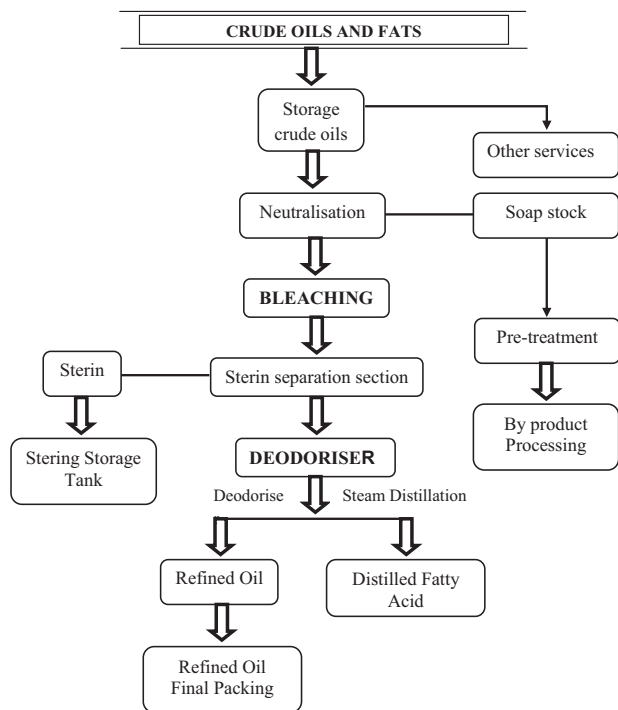 CRUDE OILS AND FATS
Storage
crude oils
Other services
Neutralisation
Soap stock
BLEACHING
Pre-treatment
Sterin
Sterin separation section
By product
Processing
Stering Storage
Tank
DEODORISER
Deodorise
Steam Distillation
Refined Oil
Distilled Fatty
Acid
Refined Oil
Final Packing